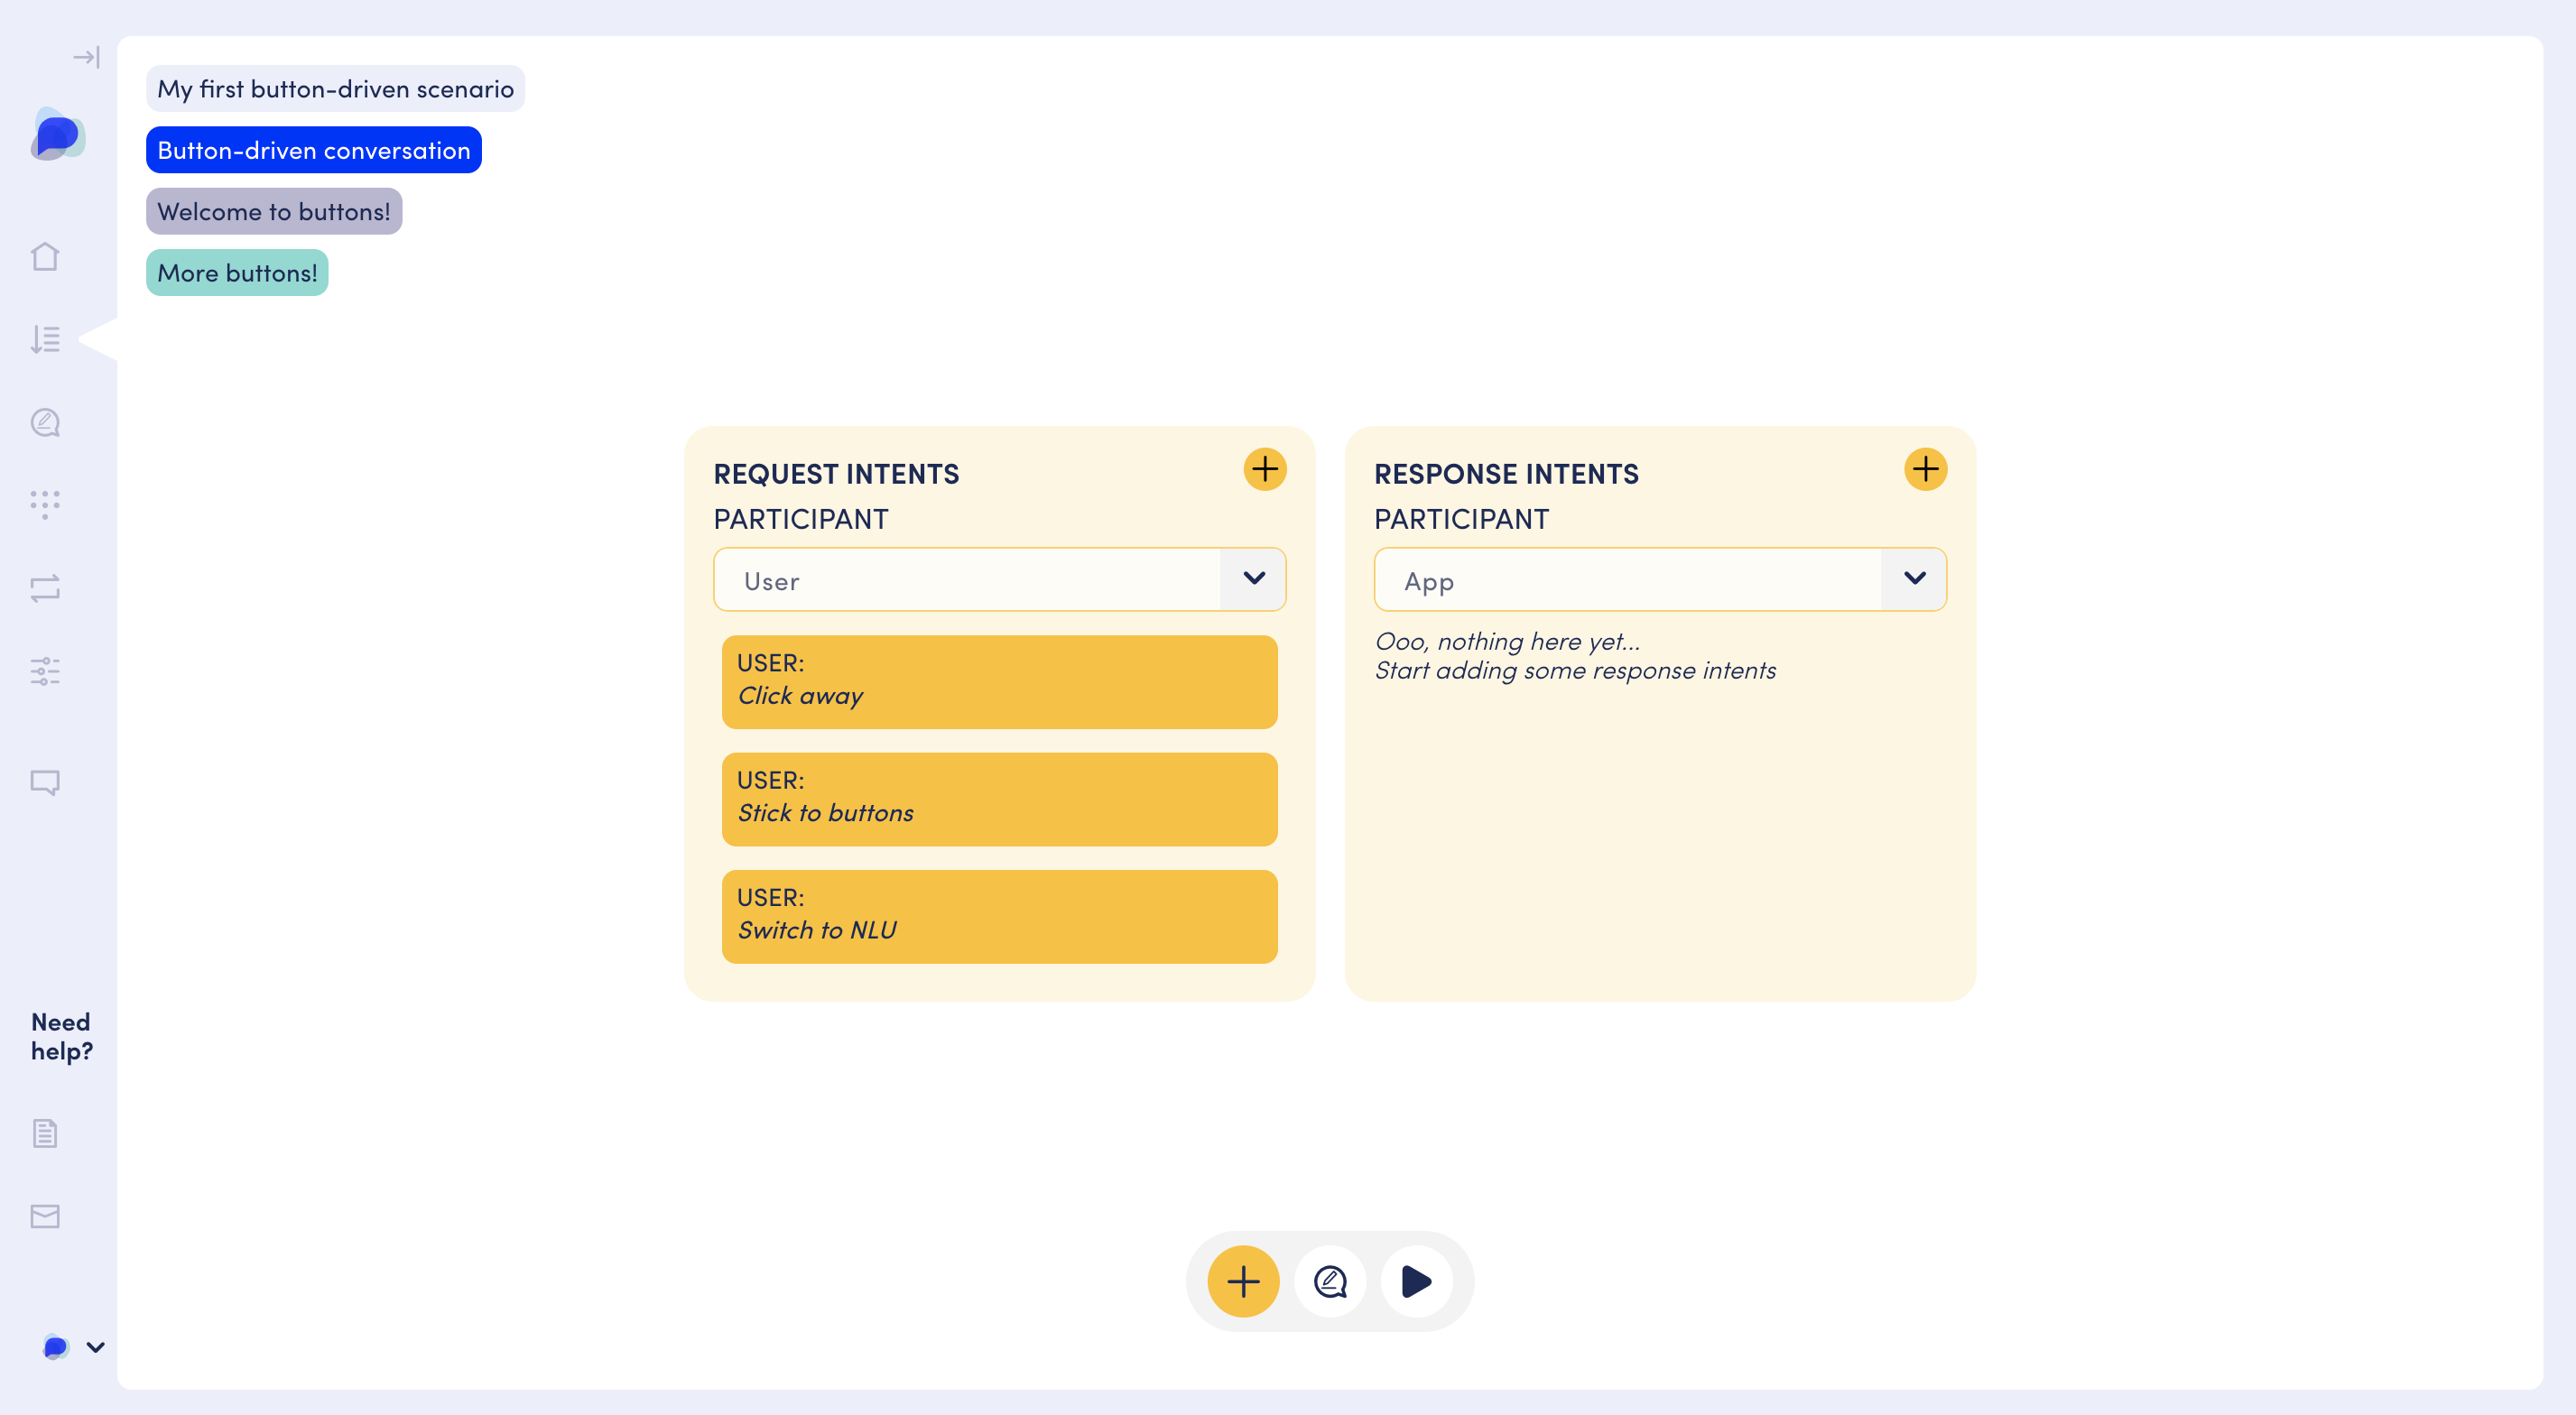 My first button-driven scenario
Button-driven conversation
Welcome to buttons!
More buttons!
REQUEST INTENTS
PARTICIPANT
User
USER:
Click away
USER:
Stick to buttons
USER:
Switch to NLU
RESPONSE INTENTS
PARTICIPANT
App
Ooo, nothing here yet...
Start adding some response intents
Need
help?